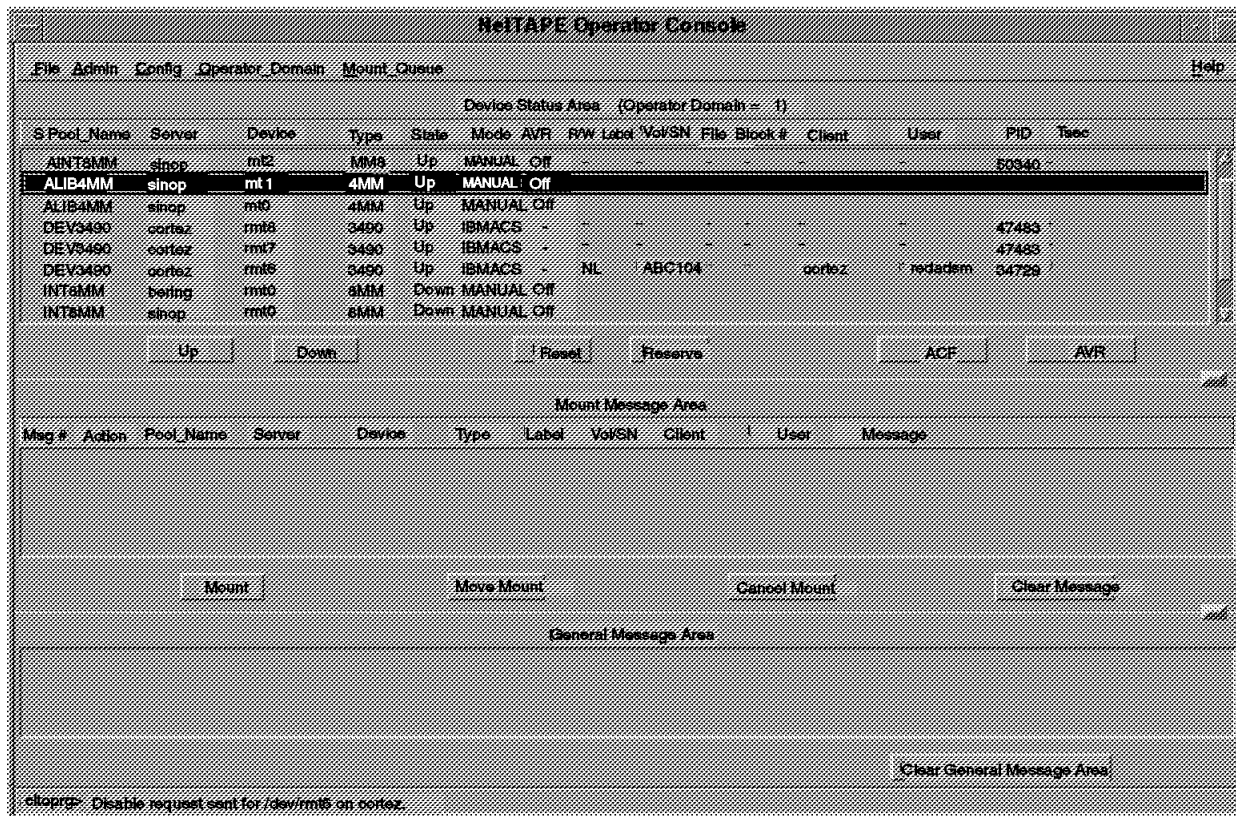 NetTAPE Operator Console
File Admin Config Operator_Domain Mount_Queue Help
Device Status Area (Operator Domain = 1)
S Pool_Name Server Device Type State Mode AVR R/W Label Vol/SN File Block # Client User PID Tsec
AINT8MM sinop rmt2 MM8 Up MANUAL Off - - - - 50340 -
ALIB4MM sinop mt 1 4MM Up MANUAL Off
ALIB4MM sinop mt0 4MM Up MANUAL Off
DEV3490 cortez rmt8 3490 Up IBMACS - - - - - - - 47483
DEV3490 cortez rmt7 3490 Up IBMACS - - - - - - - 47483
DEV3490 cortez rmt6 3490 Up IBMACS - NL ABC104 cortez redadsm 34729
INT8MM bering rmt0 8MM Down MANUAL Off
INT8MM sinop rmt0 8MM Down MANUAL Off
Up Down Reset Reserve ACF AVR
Mount Message Area
Msg # Action Pool_Name Server Device Type Label Vol/SN Client User Message
Mount Move Mount Cancel Mount Clear Message
General Message Area
Clear General Message Area
cltoprg> Disable request sent for /dev/rmt6 on cortez.